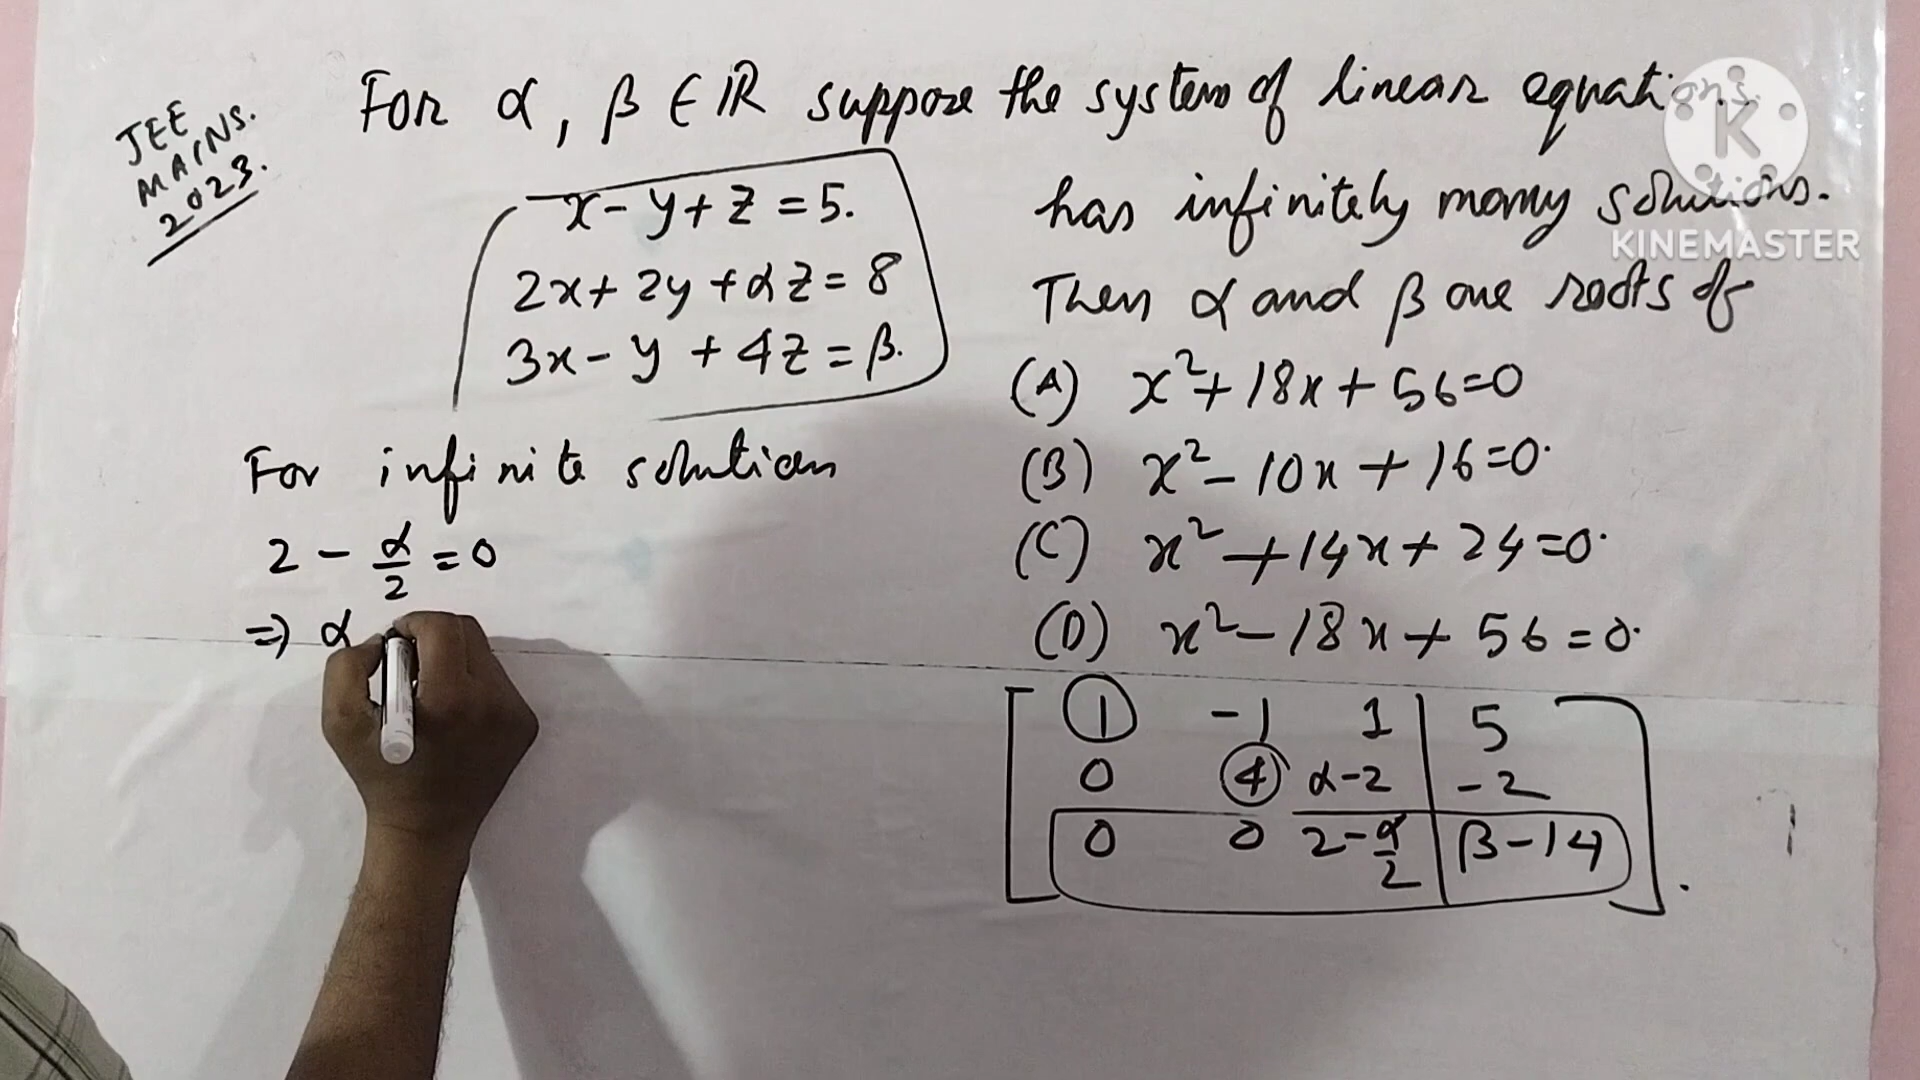 JEE
MAINS.
2023.
For α, β ∈ IR suppose the system of linear equations.
x - y + z = 5.
2x + 2y + αz = 8
3x - y + 4z = β.
has infinitely many solutions.
Then α and β are roots of
(A) x² + 18x + 56 = 0
(B) x² - 10x + 16 = 0.
(C) x² + 14x + 24 = 0.
(D) x² - 18x + 56 = 0.
For infinite solution
2 - α/2 = 0
⇒ α
1 -1 1 | 5
0 4 α-2 | -2
0 0 2-α/2 | β-14
K
KINEMASTER